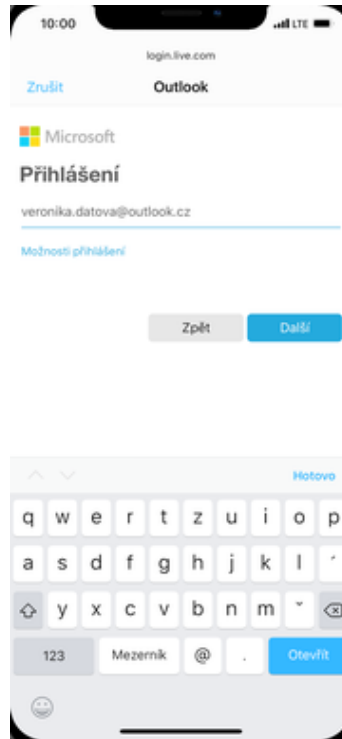 10:00 LTE
login.live.com
Zrušit Outlook
Microsoft
Přihlášení
veronika.datova@outlook.cz
Možnosti přihlášení
Zpět Další
Hotovo
q w e r t z u i o p
a s d f g h j k l ´
y x c v b n m ˇ
123 Mezerník @ . Otevřít